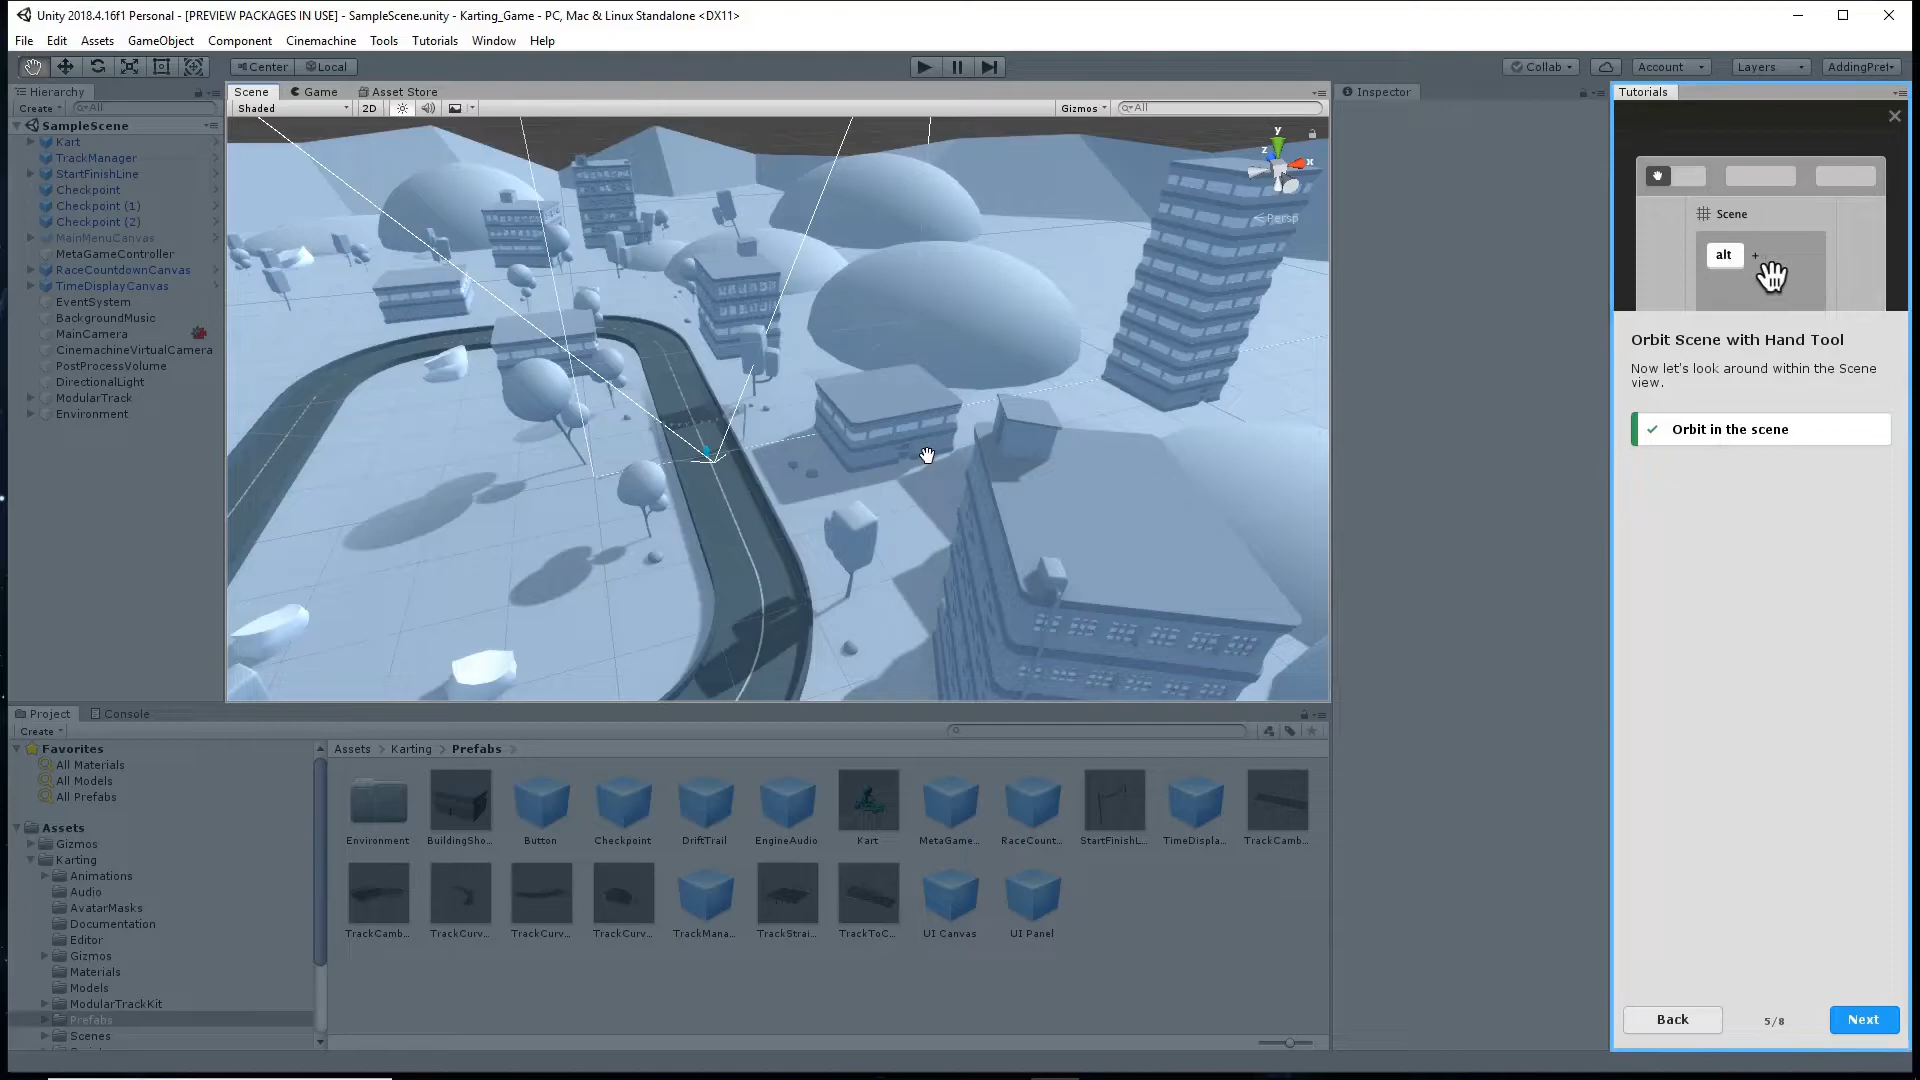 Unity 2018.4.16f1 Personal - [PREVIEW PACKAGES IN USE] - SampleScene.unity - Karting_Game - PC, Mac & Linux Standalone <DX11>
File Edit Assets GameObject Component Cinemachine Tools Tutorials Window Help
Center Local Collab Account Layers AddingPref
Hierarchy
Create All
SampleScene
Kart
TrackManager
StartFinishLine
Checkpoint
Checkpoint (1)
Checkpoint (2)
MainMenuCanvas
MetaGameController
RaceCountdownCanvas
TimeDisplayCanvas
EventSystem
BackgroundMusic
MainCamera
CinemachineVirtualCamera
PostProcessVolume
DirectionalLight
ModularTrack
Environment
Scene Game Asset Store
Shaded 2D Gizmos All
y
z x
Persp
Inspector
Tutorials
Scene
alt +
Orbit Scene with Hand Tool
Now let's look around within the Scene
view.
Orbit in the scene
Back 5/8 Next
Project Console
Create
Favorites
All Materials
All Models
All Prefabs
Assets
Gizmos
Karting
Animations
Audio
AvatarMasks
Documentation
Editor
Gizmos
Materials
Models
ModularTrackKit
Prefabs
Scenes
Assets > Karting > Prefabs
Environment BuildingSho... Button Checkpoint DriftTrail EngineAudio Kart MetaGame... RaceCount... StartFinishL... TimeDispla... TrackCamb...
TrackCamb... TrackCurv... TrackCurv... TrackCurv... TrackMana... TrackStrai... TrackToC... UI Canvas UI Panel